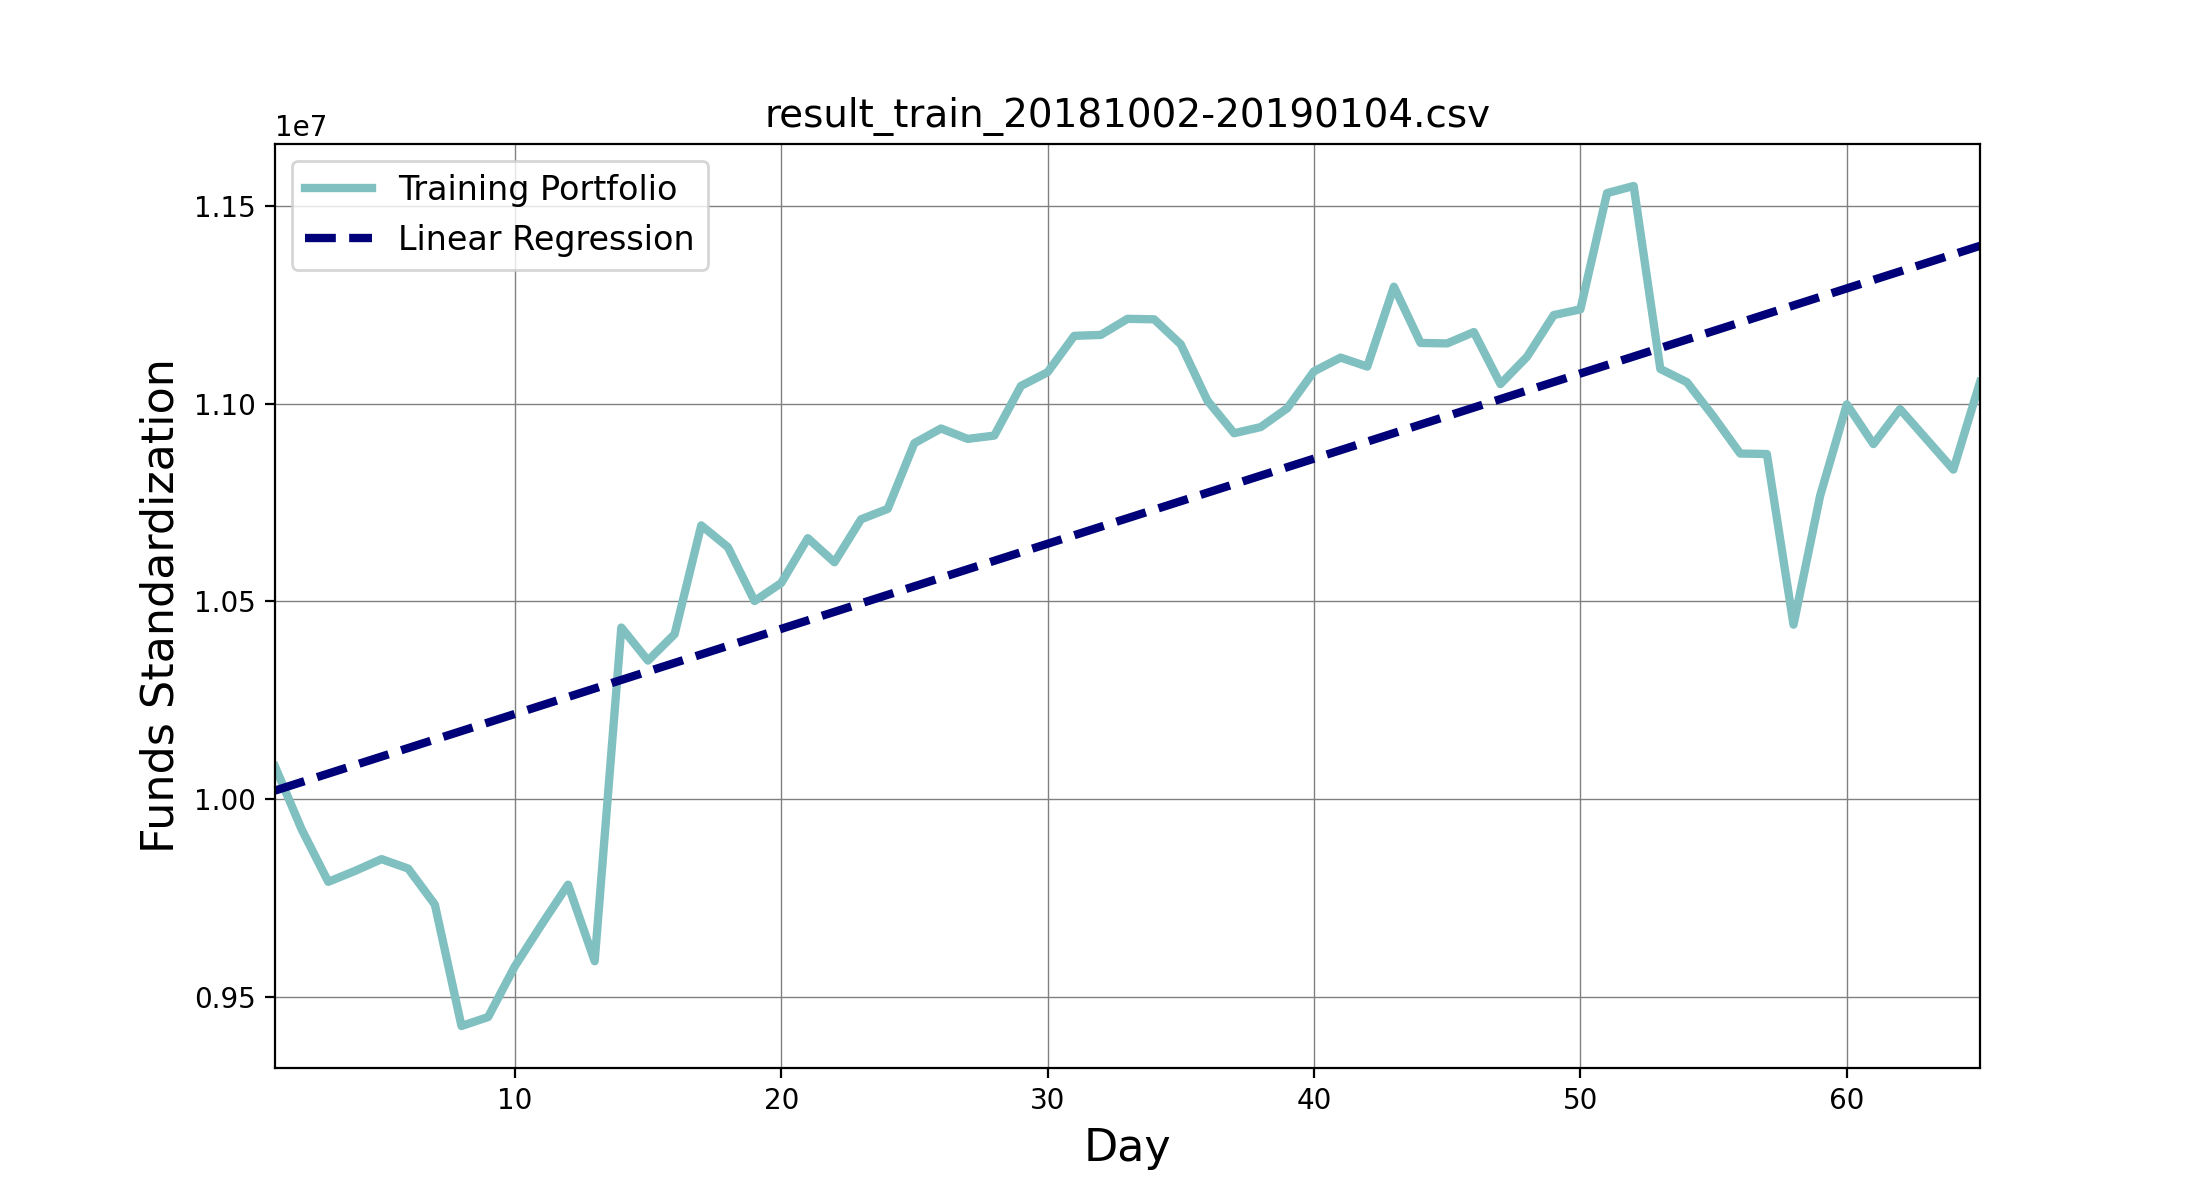 result_train_20181002-20190104.csv
1e7
Training Portfolio
Linear Regression
1.15
1.10
1.05
1.00
0.95
Funds Standardization
10 20 30 40 50 60
Day